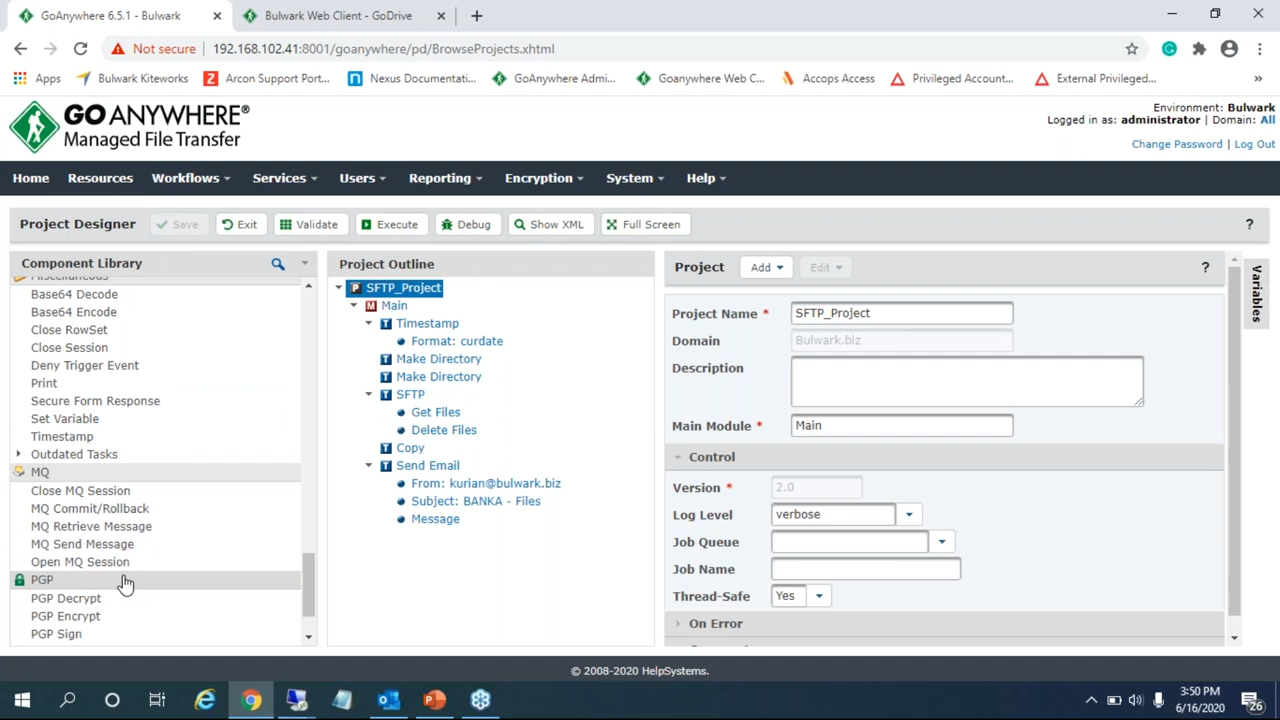 GoAnywhere 6.5.1 - Bulwark
Bulwark Web Client - GoDrive
Not secure 192.168.102.41:8001/goanywhere/pd/BrowseProjects.xhtml
Apps Bulwark Kiteworks Arcon Support Port... Nexus Documentati... GoAnywhere Admi... Goanywhere Web C... Accops Access Privileged Account... External Privileged... »
GO ANYWHERE®
Managed File Transfer
Environment: Bulwark
Logged in as: administrator | Domain: All
Change Password | Log Out
Home Resources Workflows Services Users Reporting Encryption System Help
Project Designer Save Exit Validate Execute Debug Show XML Full Screen ?
Component Library
Miscellaneous
Base64 Decode
Base64 Encode
Close RowSet
Close Session
Deny Trigger Event
Print
Secure Form Response
Set Variable
Timestamp
Outdated Tasks
MQ
Close MQ Session
MQ Commit/Rollback
MQ Retrieve Message
MQ Send Message
Open MQ Session
PGP
PGP Decrypt
PGP Encrypt
PGP Sign
Project Outline
P SFTP_Project
M Main
T Timestamp
Format: curdate
T Make Directory
T Make Directory
T SFTP
Get Files
Delete Files
T Copy
T Send Email
From: kurian@bulwark.biz
Subject: BANKA - Files
Message
Project Add Edit ?
Project Name * SFTP_Project
Domain Bulwark.biz
Description
Main Module * Main
Control
Version * 2.0
Log Level verbose
Job Queue
Job Name
Thread-Safe Yes
On Error
Variables
© 2008-2020 HelpSystems.
3:50 PM
6/16/2020
26